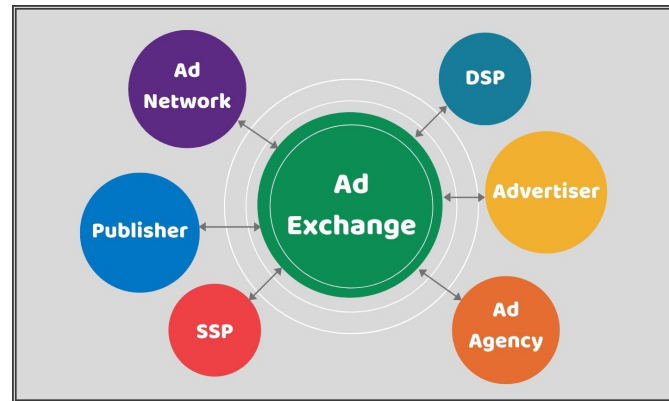 Ad
Network
DSP
Ad
Exchange
Advertiser
Publisher
SSP
Ad
Agency